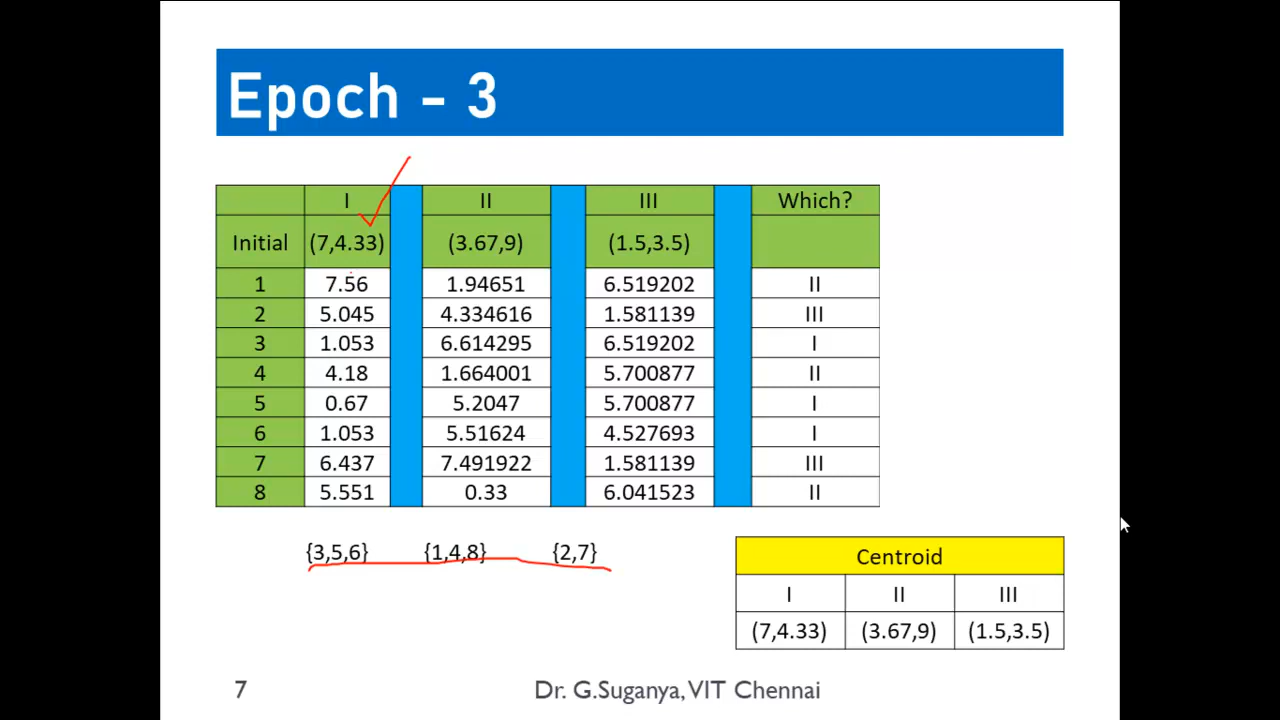 Epoch - 3
I II III Which?
Initial (7,4.33) (3.67,9) (1.5,3.5)
1 7.56 1.94651 6.519202 II
2 5.045 4.334616 1.581139 III
3 1.053 6.614295 6.519202 I
4 4.18 1.664001 5.700877 II
5 0.67 5.2047 5.700877 I
6 1.053 5.51624 4.527693 I
7 6.437 7.491922 1.581139 III
8 5.551 0.33 6.041523 II
{3,5,6} {1,4,8} {2,7}
Centroid
I II III
(7,4.33) (3.67,9) (1.5,3.5)
7 Dr. G.Suganya, VIT Chennai